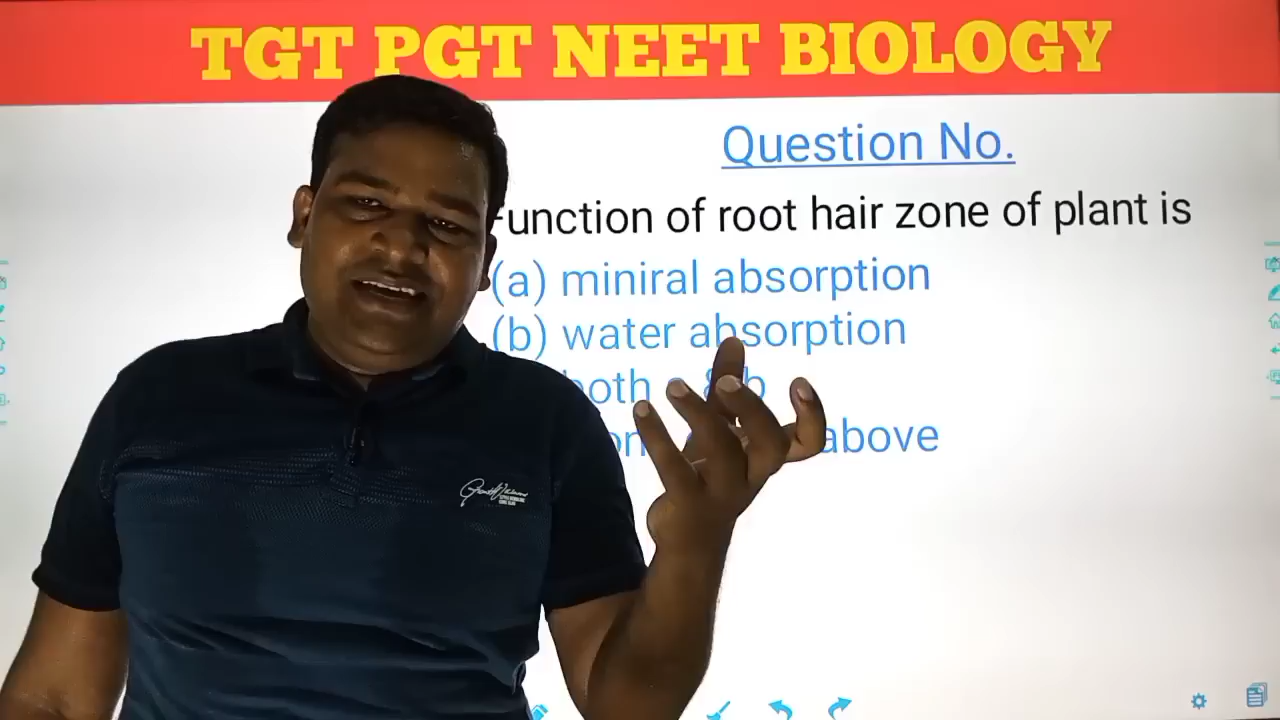 TGT PGT NEET BIOLOGY
Question No.
unction of root hair zone of plant is
(a) miniral absorption
(b) water absorption
both & b
above